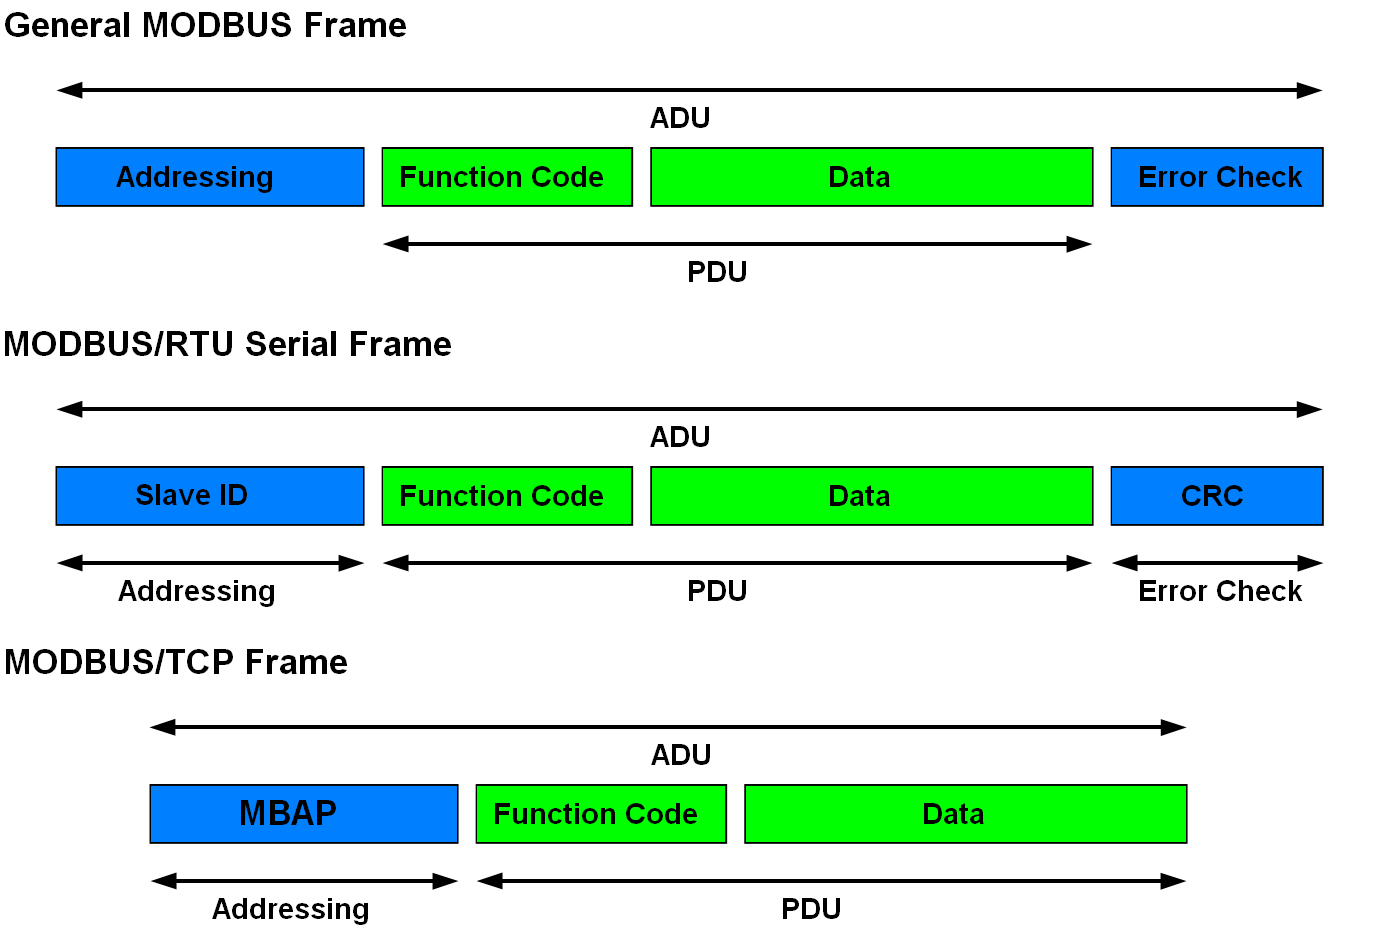 General MODBUS Frame
ADU
Addressing Function Code Data Error Check
PDU
MODBUS/RTU Serial Frame
ADU
Slave ID Function Code Data CRC
Addressing PDU Error Check
MODBUS/TCP Frame
ADU
MBAP Function Code Data
Addressing PDU